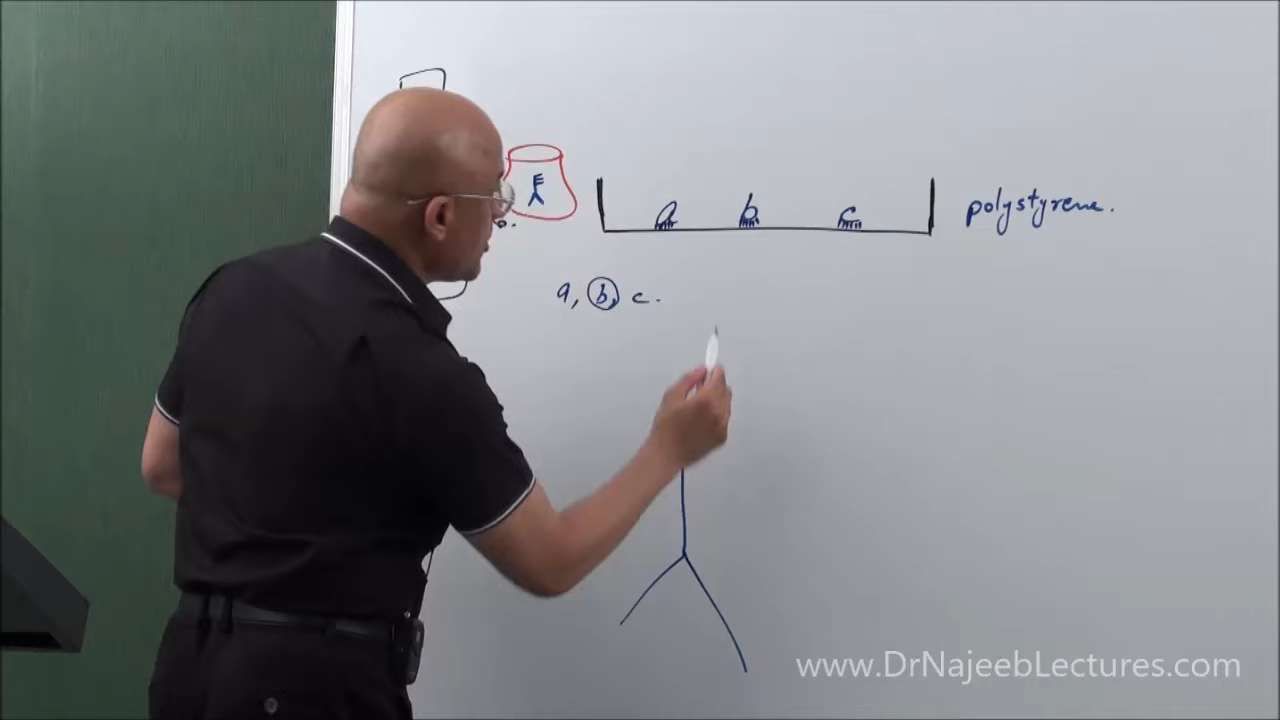 E
a b c polystyrene.
a, b, c.
www.DrNajeebLectures.com